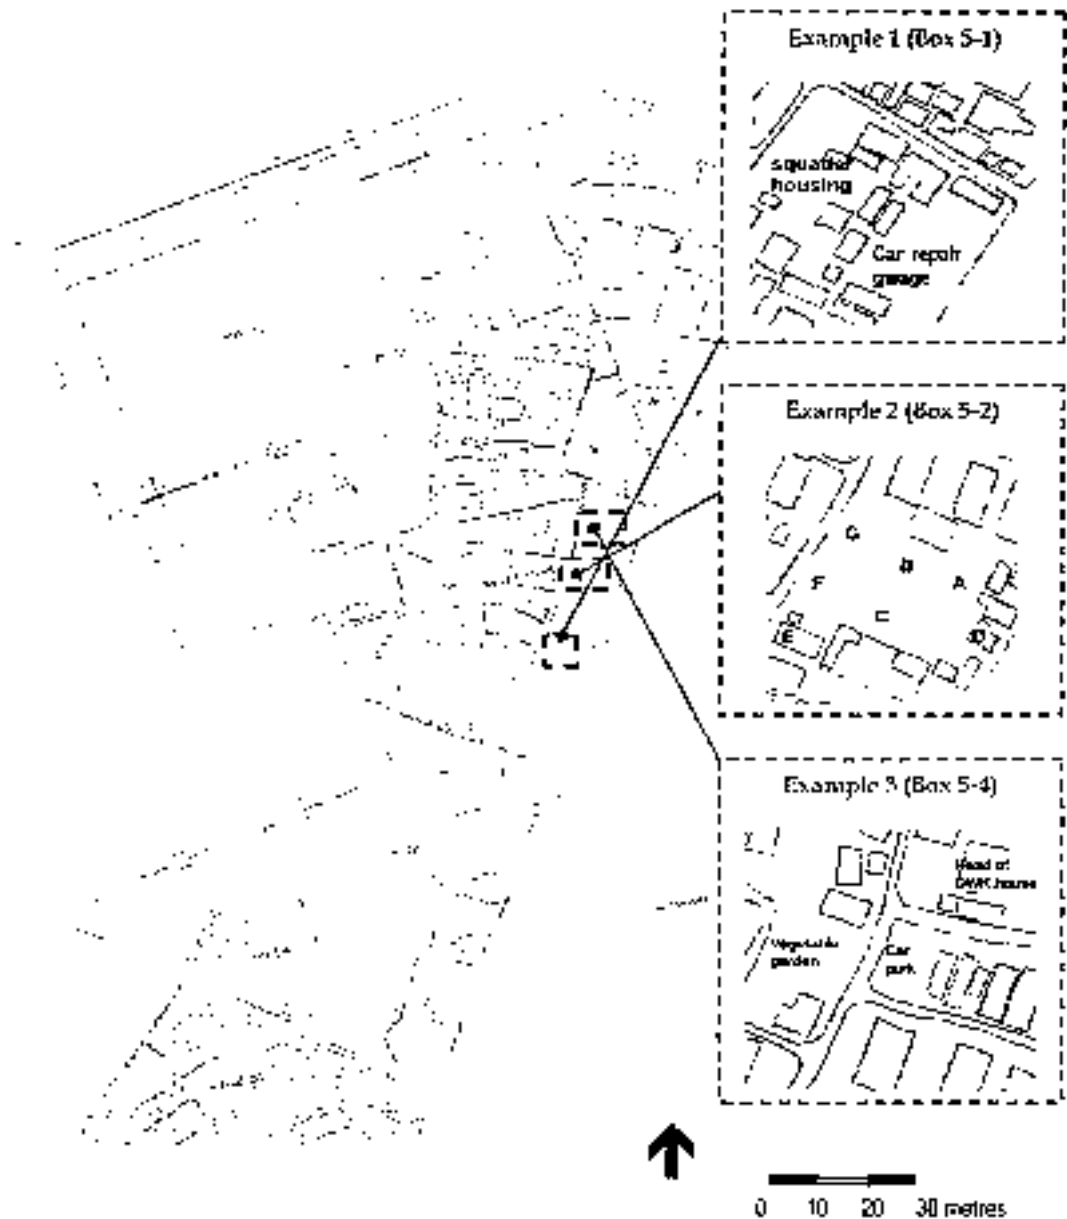 Example 1 (Box 5-1)
squatter
housing
Car repair
garage
Example 2 (Box 5-2)
G
B
A
F
C
E
D
Example 3 (Box 5-4)
Head of
house
Vegetable
garden
Car
park
0 10 20 30 metres